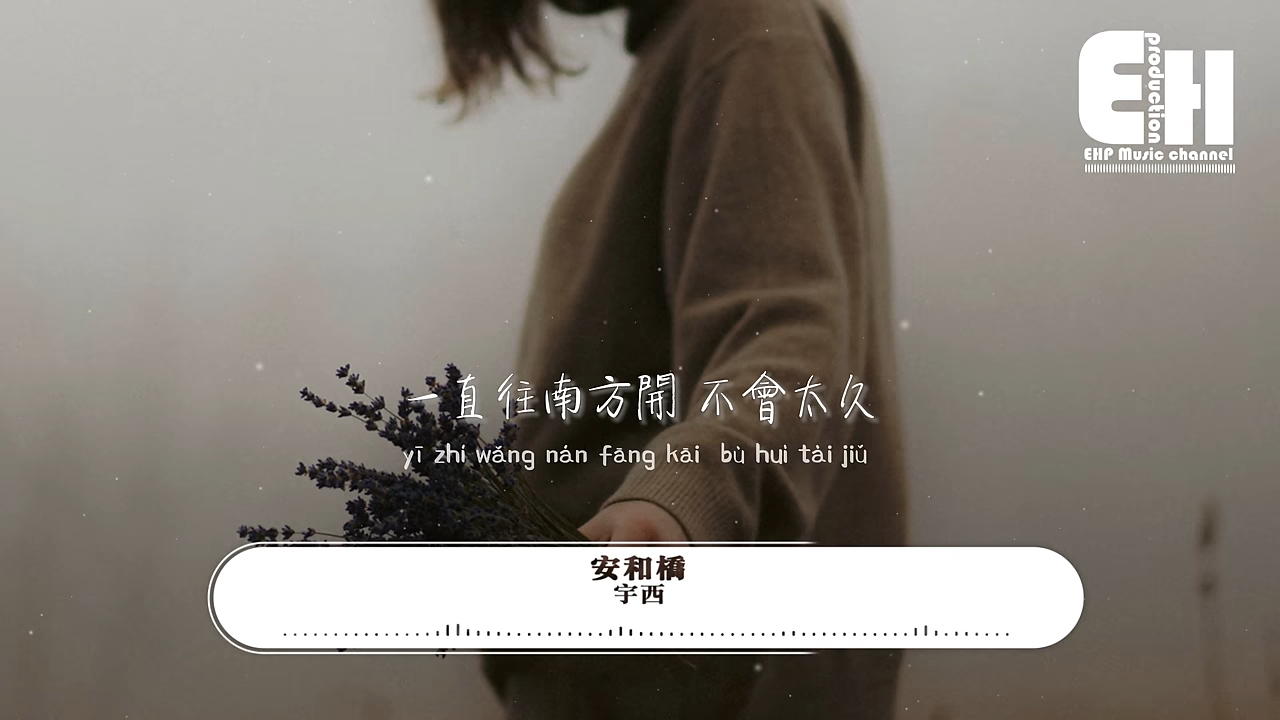 EH
production
EHP Music channel
一直往南方開 不會太久
yī zhí wǎng nán fāng kāi bù huì tài jiǔ
安和橋
宇西